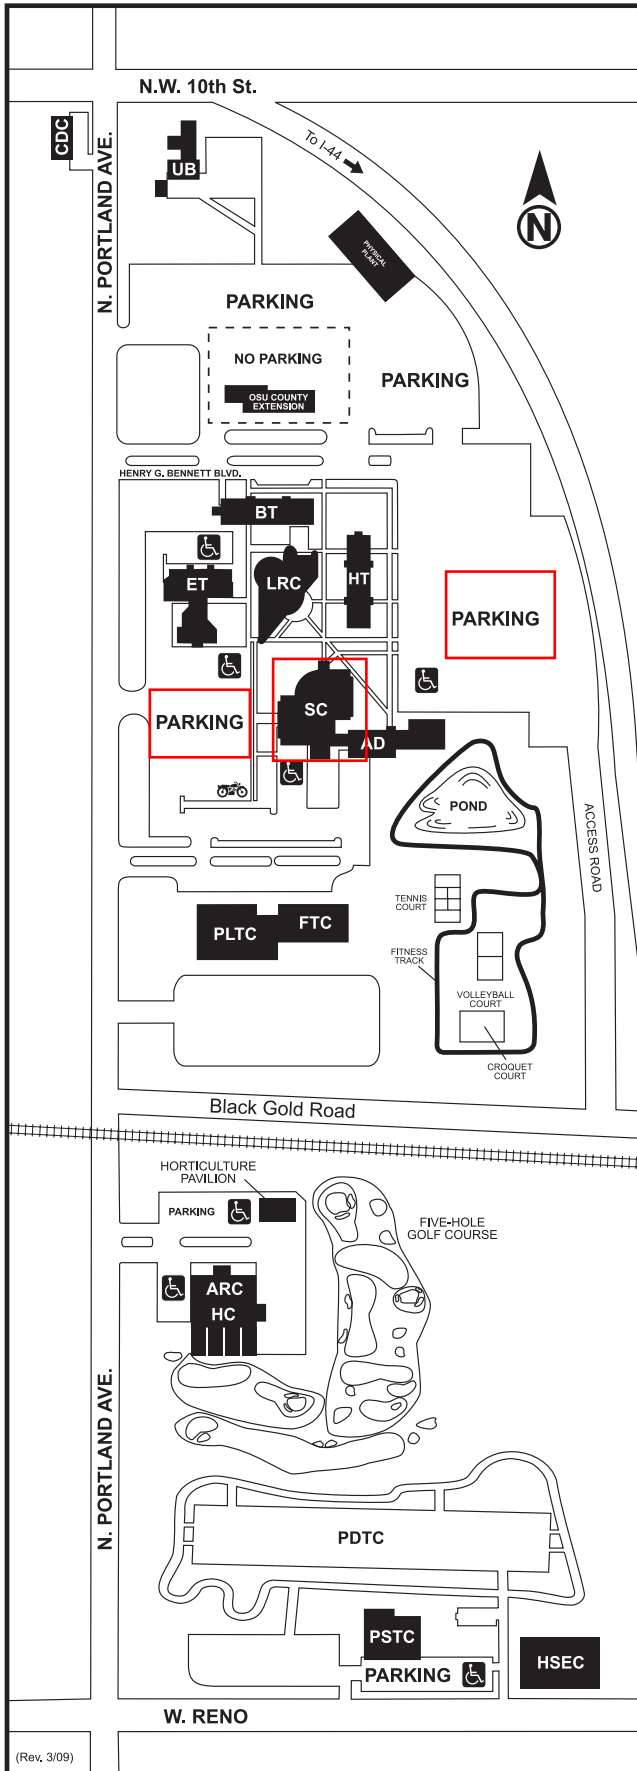 N.W. 10th St.
CDC
N. PORTLAND AVE.
UB
To I-44
N
PHYSICAL
PLANT
PARKING
NO PARKING
OSU COUNTY
EXTENSION
PARKING
HENRY G. BENNETT BLVD.
BT
ET
LRC
HT
PARKING
SC
PARKING
AD
POND
ACCESS ROAD
TENNIS
COURT
PLTC
FTC
FITNESS
TRACK
VOLLEYBALL
COURT
CROQUET
COURT
Black Gold Road
HORTICULTURE
PAVILION
PARKING
FIVE-HOLE
GOLF COURSE
ARC
HC
N. PORTLAND AVE.
PDTC
PSTC
PARKING
HSEC
W. RENO
(Rev. 3/09)